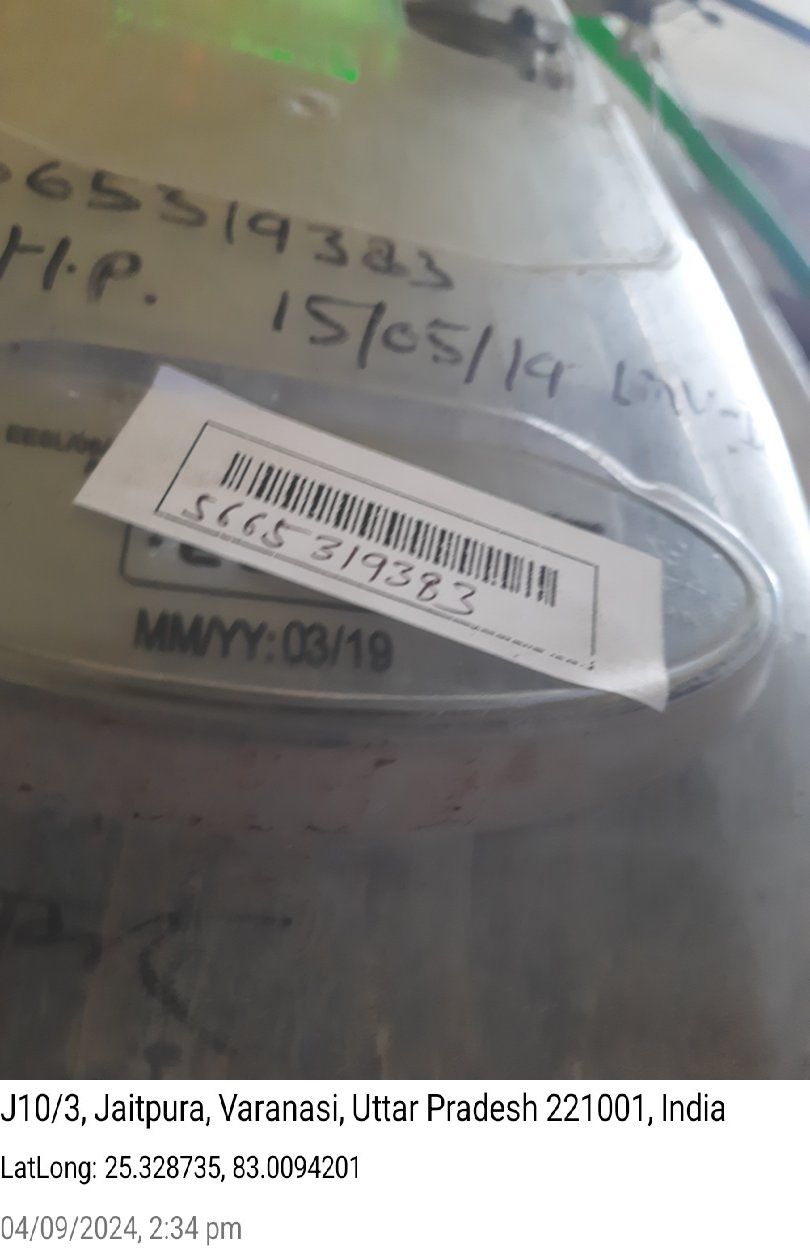 665319383
H.P.
15/05/19
5665319383
MM/YY: 03/19
J10/3, Jaitpura, Varanasi, Uttar Pradesh 221001, India
LatLong: 25.328735, 83.0094201
04/09/2024, 2:34 pm